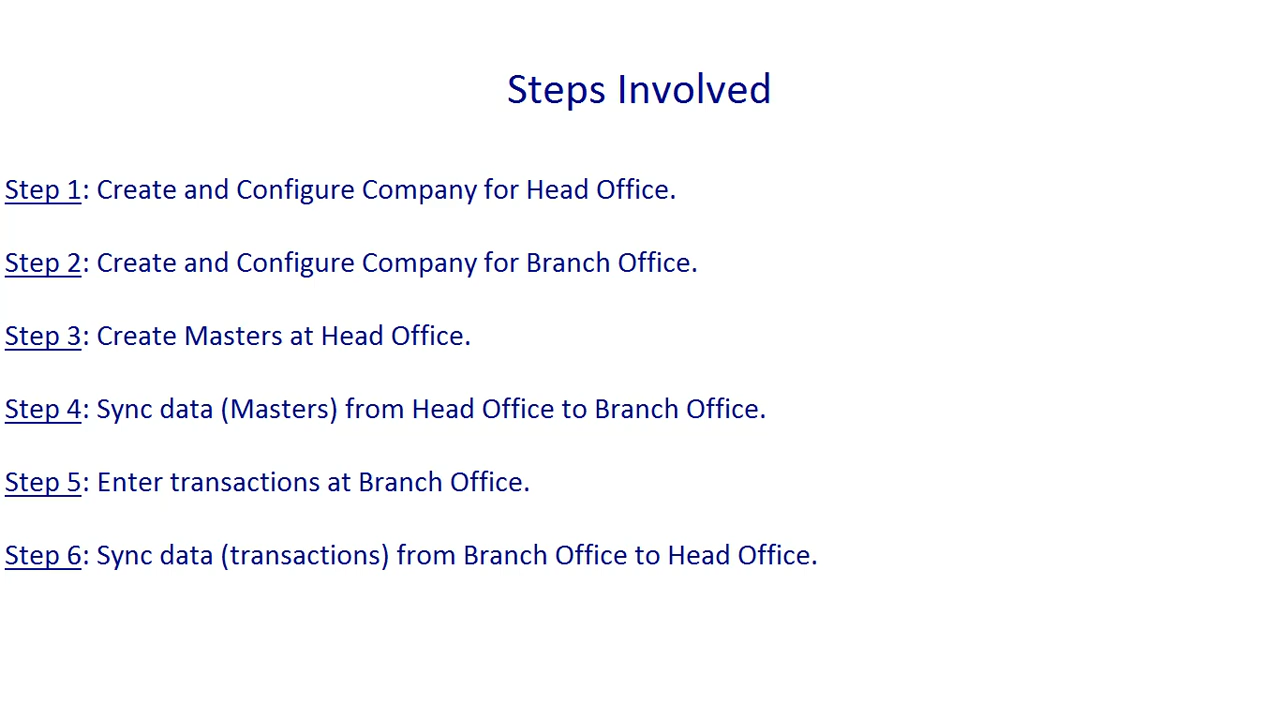 Steps Involved
Step 1: Create and Configure Company for Head Office.
Step 2: Create and Configure Company for Branch Office.
Step 3: Create Masters at Head Office.
Step 4: Sync data (Masters) from Head Office to Branch Office.
Step 5: Enter transactions at Branch Office.
Step 6: Sync data (transactions) from Branch Office to Head Office.